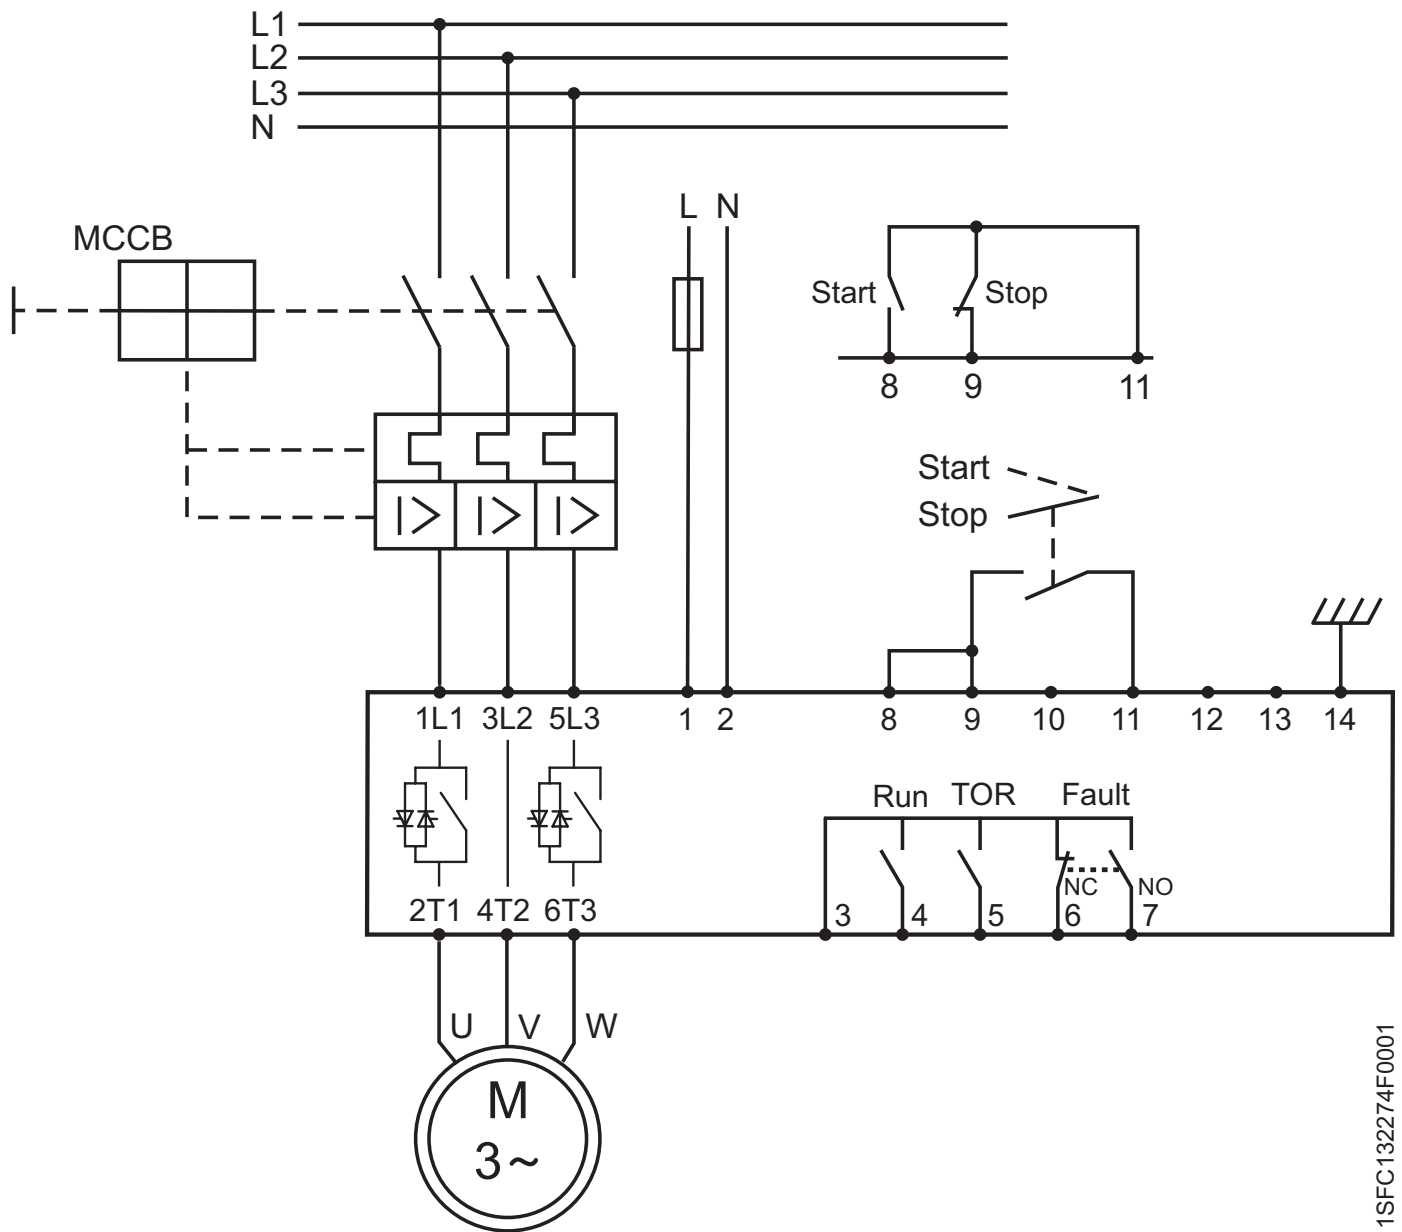 L1
L2
L3
N
L N
MCCB
Start Stop
8 9 11
Start
Stop
1L1 3L2 5L3 1 2 8 9 10 11 12 13 14
Run TOR Fault
NC NO
2T1 4T2 6T3 3 4 5 6 7
U V W
M
3~
1SFC132274F0001